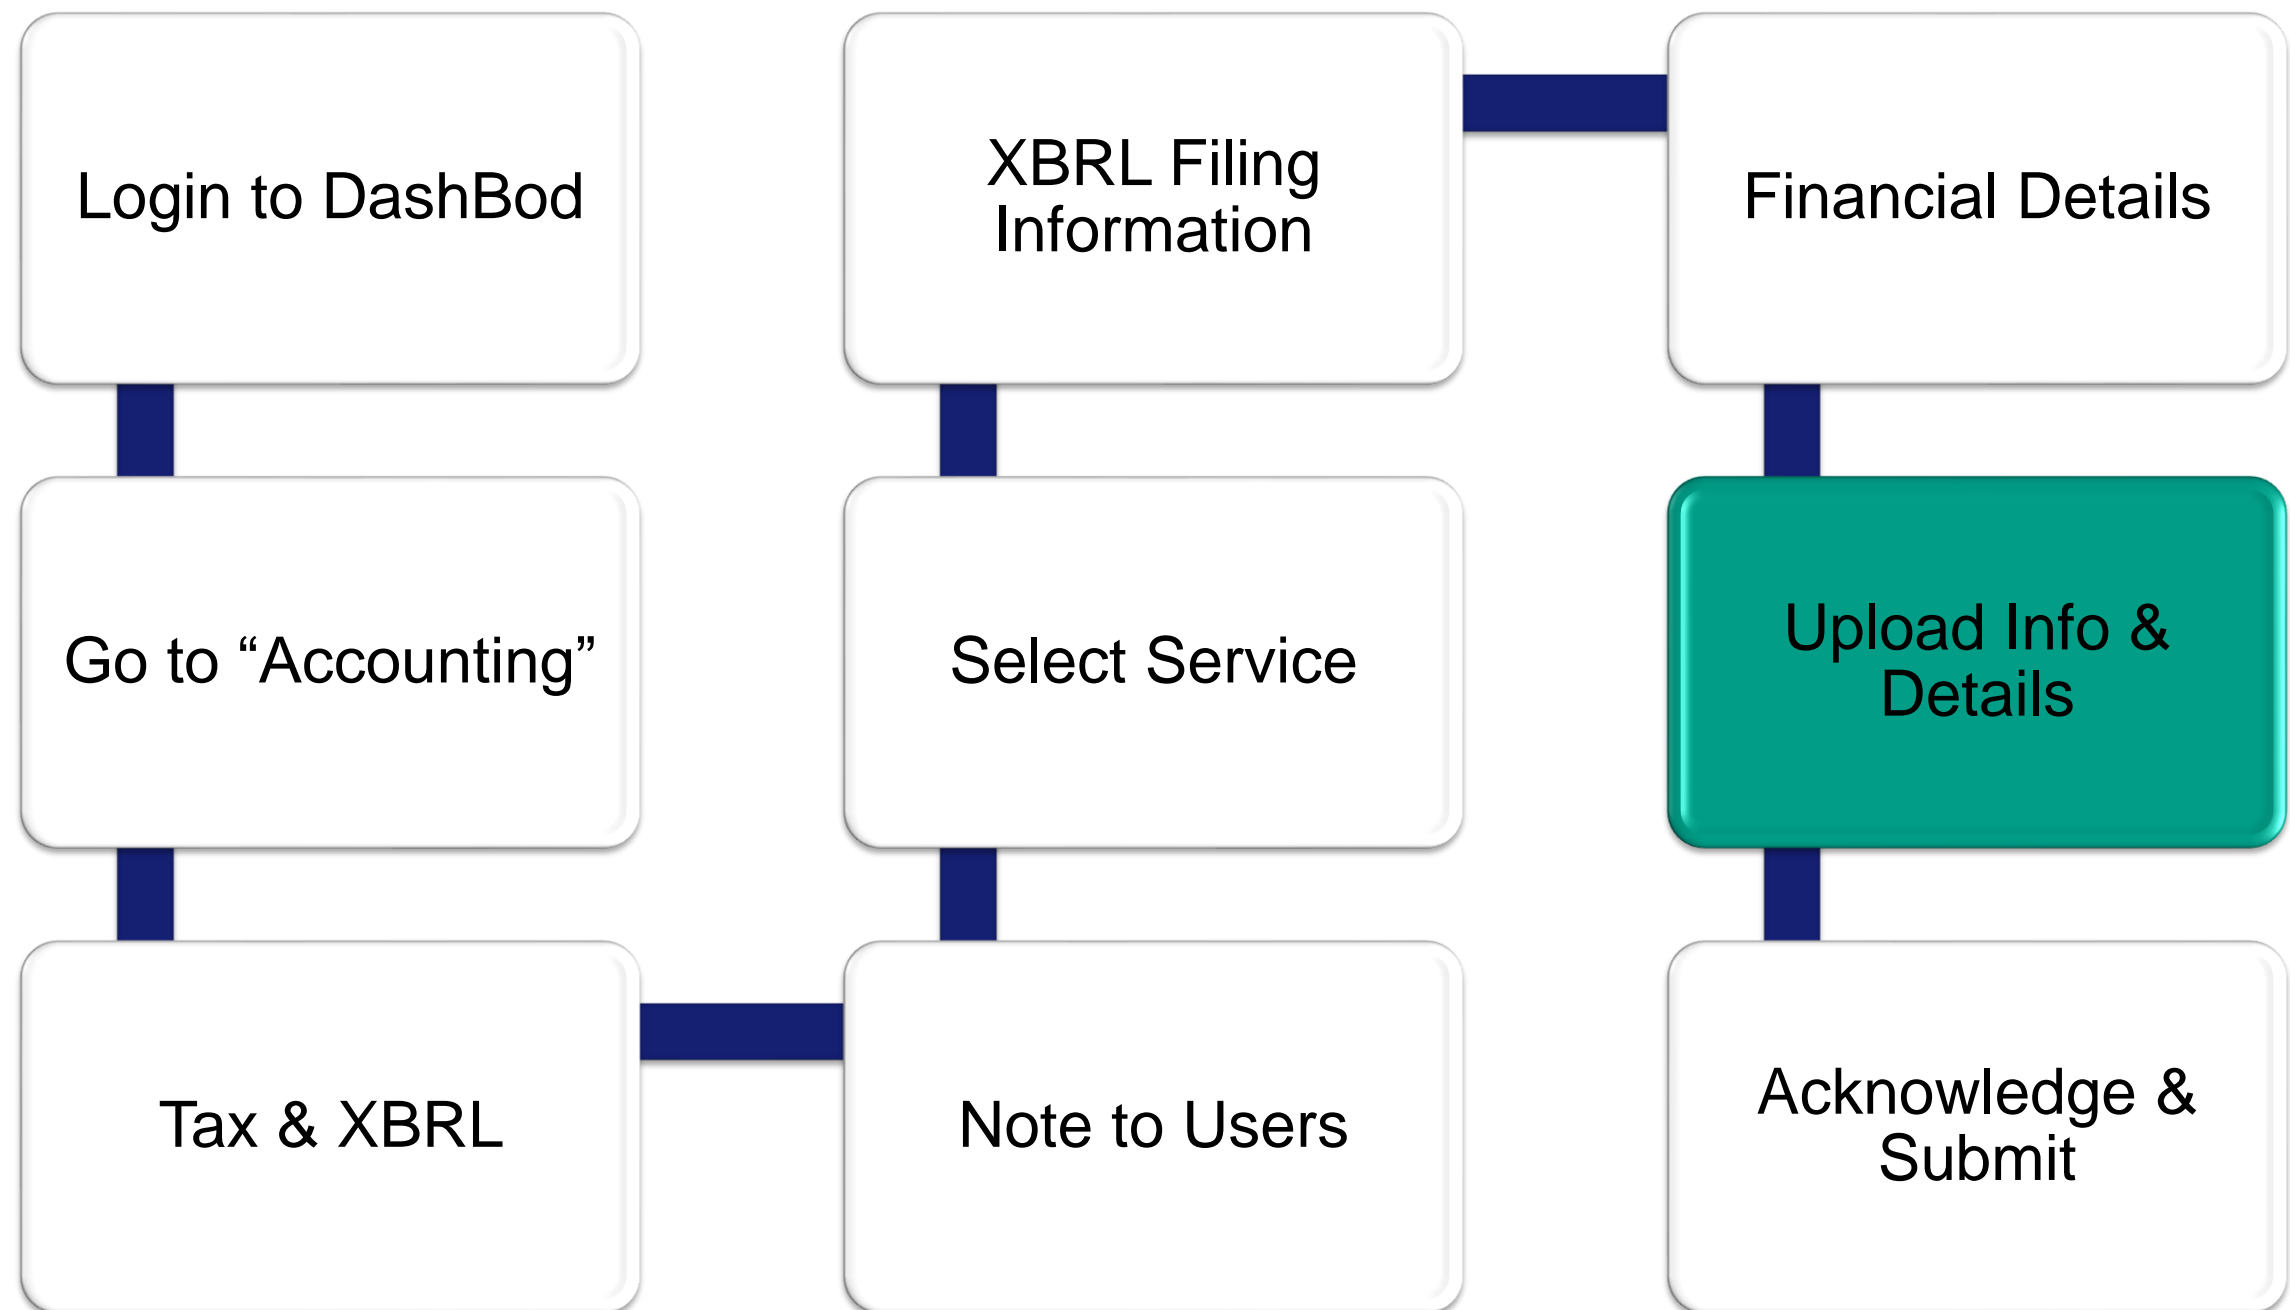 Login to DashBod
Go to “Accounting”
Tax & XBRL
Note to Users
Select Service
XBRL Filing
Information
Financial Details
Upload Info &
Details
Acknowledge &
Submit